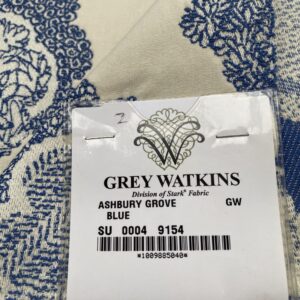 2
W
GREY WATKINS
Division of Stark® Fabric
ASHBURY GROVE GW
BLUE
SU 0004 9154
*1009885040*